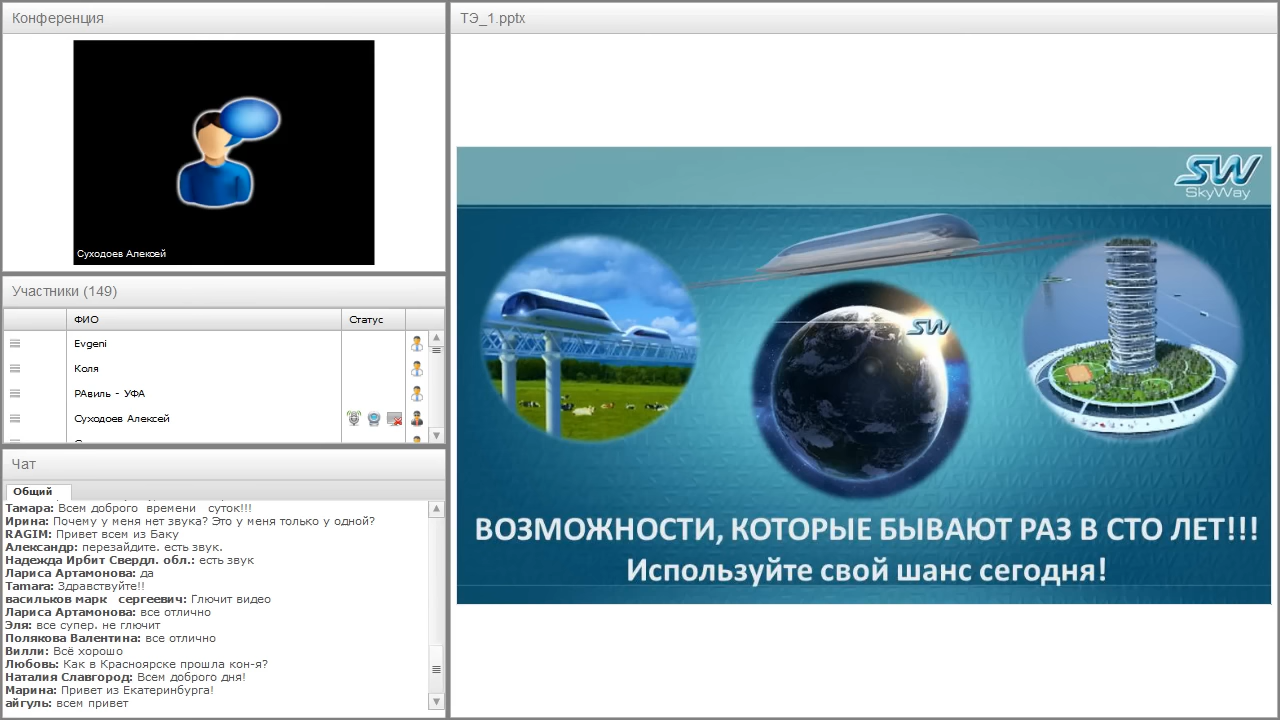 Конференция
Суходоев Алексей
Участники (149)
ФИО
Статус
Evgeni
Коля
РАвиль - УФА
Суходоев Алексей
Чат
Общий
Тамара: Всем доброго времени суток!!!
Ирина: Почему у меня нет звука? Это у меня только у одной?
RAGIM: Привет всем из Баку
Александр: перезайдите. есть звук.
Надежда Ирбит Свердл. обл.: есть звук
Лариса Артамонова: да
Tamara: Здравствуйте!!
васильков марк сергеевич: Глючит видео
Лариса Артамонова: все отлично
Эля: все супер. не глючит
Полякова Валентина: все отлично
Вилли: Всё хорошо
Любовь: Как в Красноярске прошла кон-я?
Наталия Славгород: Всем доброго дня!
Марина: Привет из Екатеринбурга!
айгуль: всем привет
ТЭ_1.pptx
SW
SkyWay
SW
ВОЗМОЖНОСТИ, КОТОРЫЕ БЫВАЮТ РАЗ В СТО ЛЕТ!!!
Используйте свой шанс сегодня!